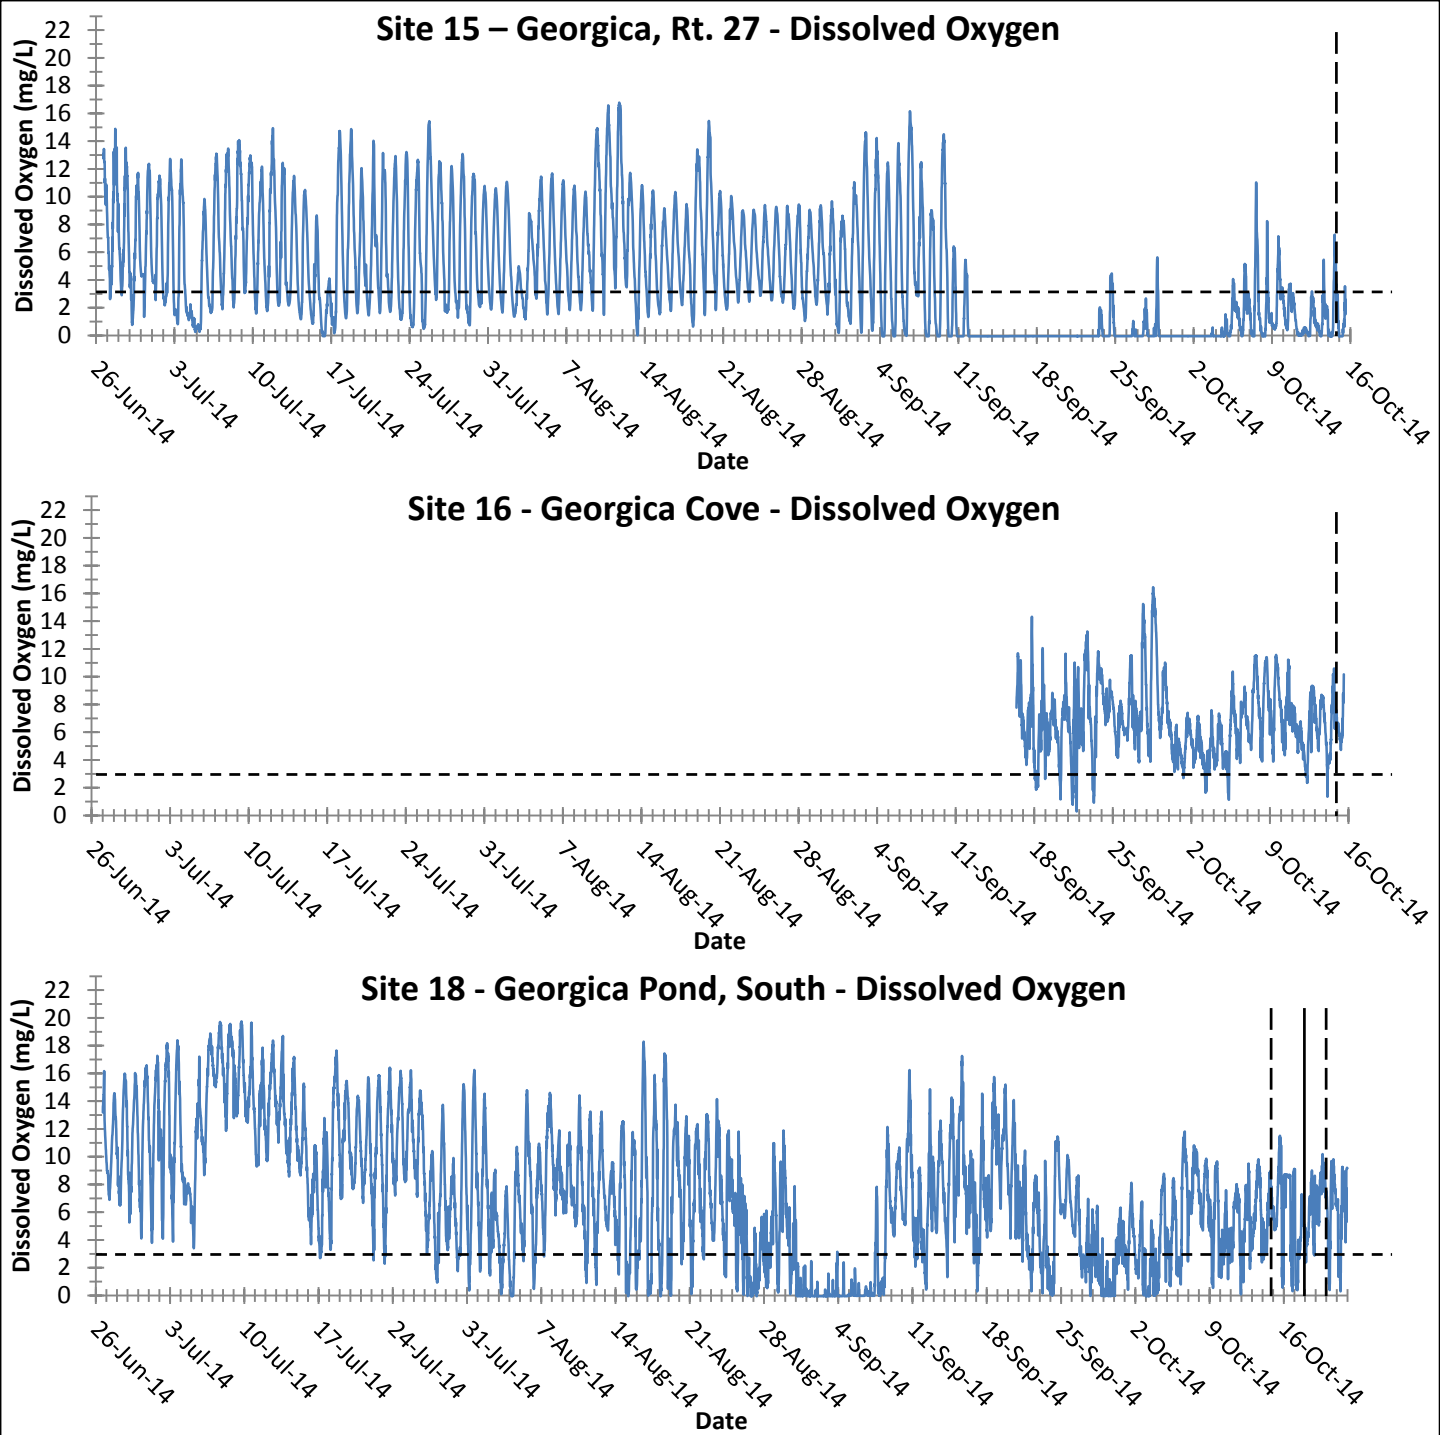 Site 15 – Georgica, Rt. 27 - Dissolved Oxygen
Dissolved Oxygen (mg/L)
22
20
18
16
14
12
10
8
6
4
2
0
26-Jun-14
3-Jul-14
10-Jul-14
17-Jul-14
24-Jul-14
31-Jul-14
7-Aug-14
14-Aug-14
21-Aug-14
28-Aug-14
4-Sep-14
11-Sep-14
18-Sep-14
25-Sep-14
2-Oct-14
9-Oct-14
16-Oct-14
Date
Site 16 - Georgica Cove - Dissolved Oxygen
Dissolved Oxygen (mg/L)
22
20
18
16
14
12
10
8
6
4
2
0
26-Jun-14
3-Jul-14
10-Jul-14
17-Jul-14
24-Jul-14
31-Jul-14
7-Aug-14
14-Aug-14
21-Aug-14
28-Aug-14
4-Sep-14
11-Sep-14
18-Sep-14
25-Sep-14
2-Oct-14
9-Oct-14
16-Oct-14
Date
Site 18 - Georgica Pond, South - Dissolved Oxygen
Dissolved Oxygen (mg/L)
22
20
18
16
14
12
10
8
6
4
2
0
26-Jun-14
3-Jul-14
10-Jul-14
17-Jul-14
24-Jul-14
31-Jul-14
7-Aug-14
14-Aug-14
21-Aug-14
28-Aug-14
4-Sep-14
11-Sep-14
18-Sep-14
25-Sep-14
2-Oct-14
9-Oct-14
16-Oct-14
Date